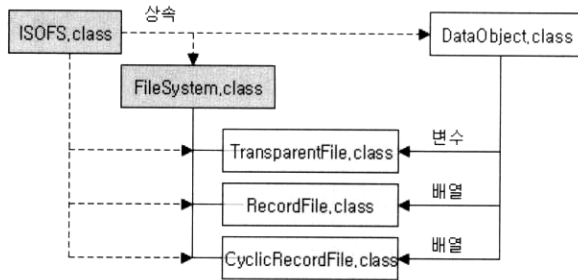 상속
ISOFS.class
DataObject.class
FileSystem.class
변수
TransparentFile.class
배열
RecordFile.class
배열
CyclicRecordFile.class